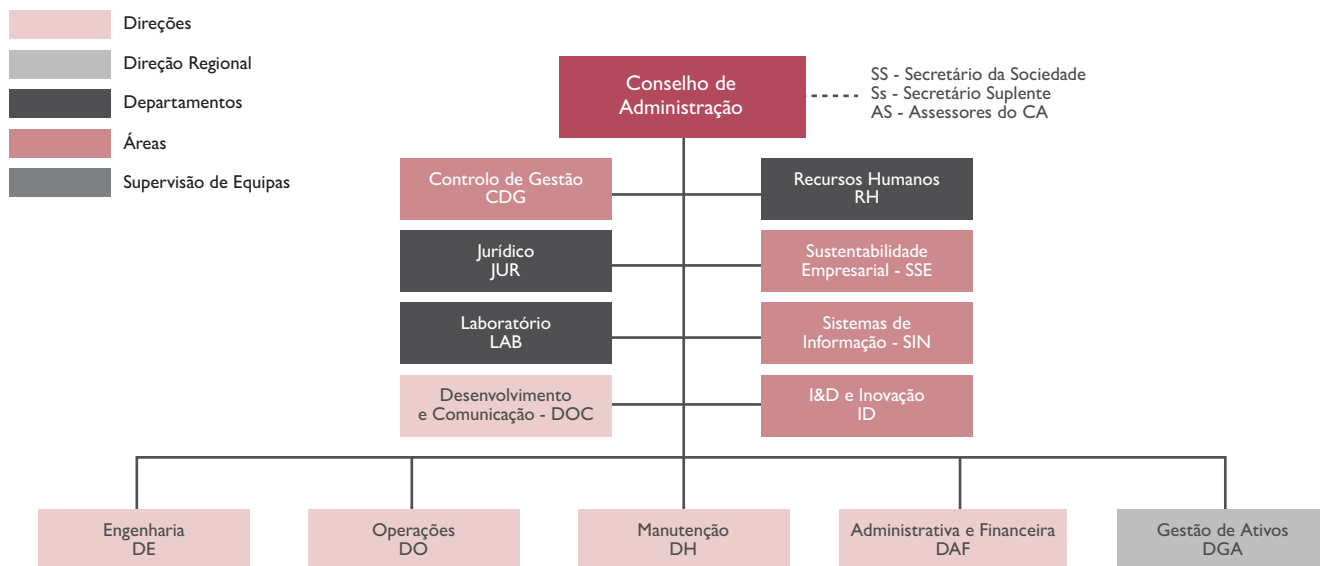 Direções
Direção Regional
Departamentos
Áreas
Supervisão de Equipas
Conselho de
Administração
SS - Secretário da Sociedade
Ss - Secretário Suplente
AS - Assessores do CA
Controlo de Gestão
CDG
Recursos Humanos
RH
Jurídico
JUR
Sustentabilidade
Empresarial - SSE
Laboratório
LAB
Sistemas de
Informação - SIN
Desenvolvimento
e Comunicação - DOC
I&D e Inovação
ID
Engenharia
DE
Operações
DO
Manutenção
DH
Administrativa e Financeira
DAF
Gestão de Ativos
DGA